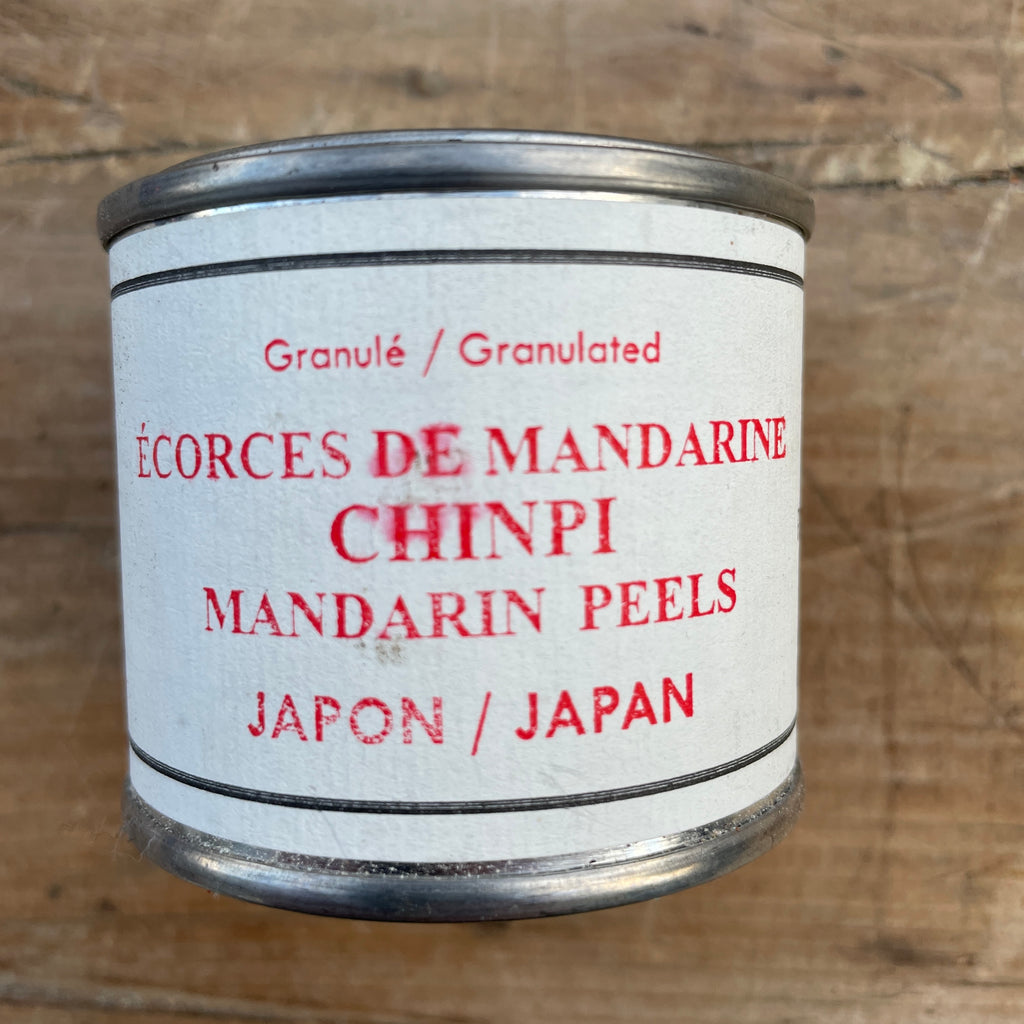 Granulé / Granulated
ÉCORCES DE MANDARINE
CHINPI
MANDARIN PEELS
JAPON / JAPAN